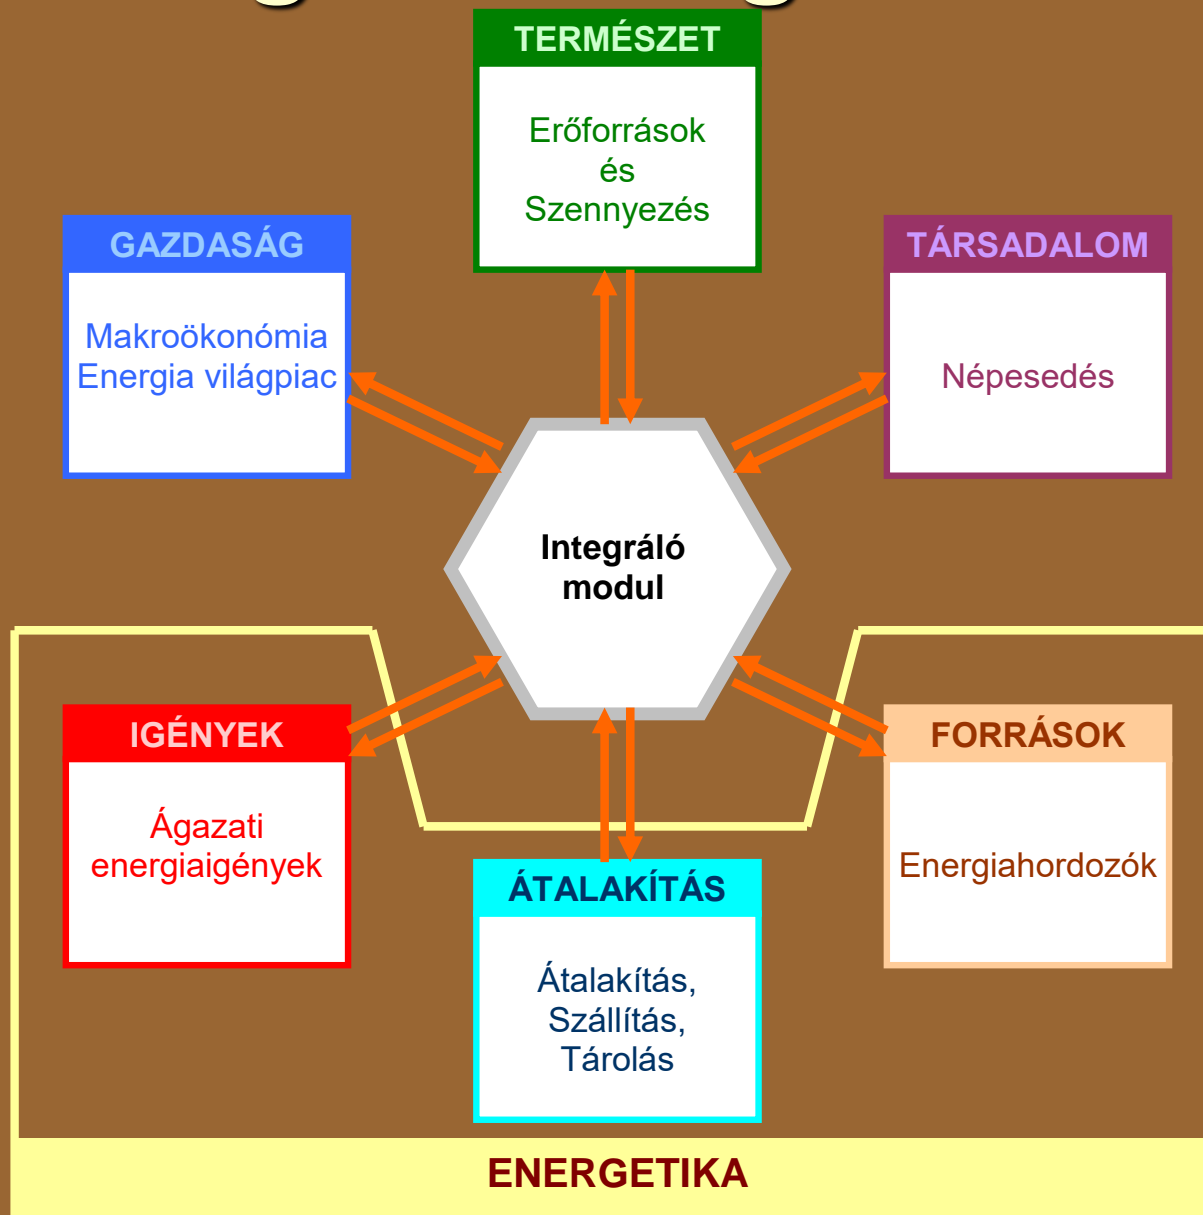 TERMÉSZET
Erőforrások
és
Szennyezés
GAZDASÁG
Makroökonómia
Energia világpiac
TÁRSADALOM
Népesedés
Integráló
modul
IGÉNYEK
Ágazati
energiaigények
FORRÁSOK
Energiahordozók
ÁTALAKÍTÁS
Átalakítás,
Szállítás,
Tárolás
ENERGETIKA